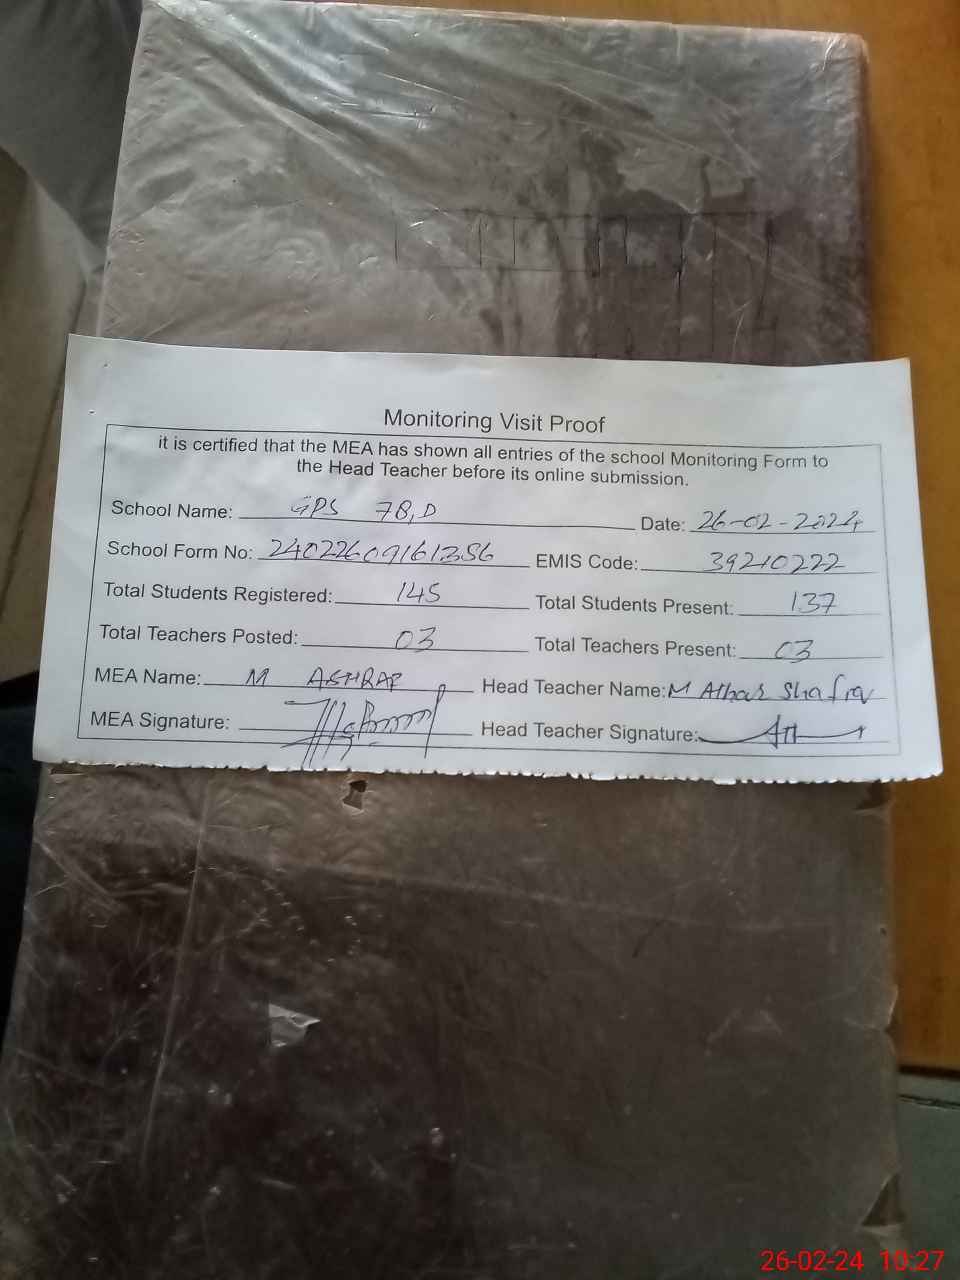 Monitoring Visit Proof
it is certified that the MEA has shown all entries of the school Monitoring Form to
the Head Teacher before its online submission.
School Name: GPS 78,D Date: 26-02-2024
School Form No: 24022609161356 EMIS Code: 39210222
Total Students Registered: 145 Total Students Present: 137
Total Teachers Posted: 03 Total Teachers Present: 03
MEA Name: M ASHRAF Head Teacher Name: M Athar
MEA Signature: Head Teacher Signature:
26-02-24 10:27